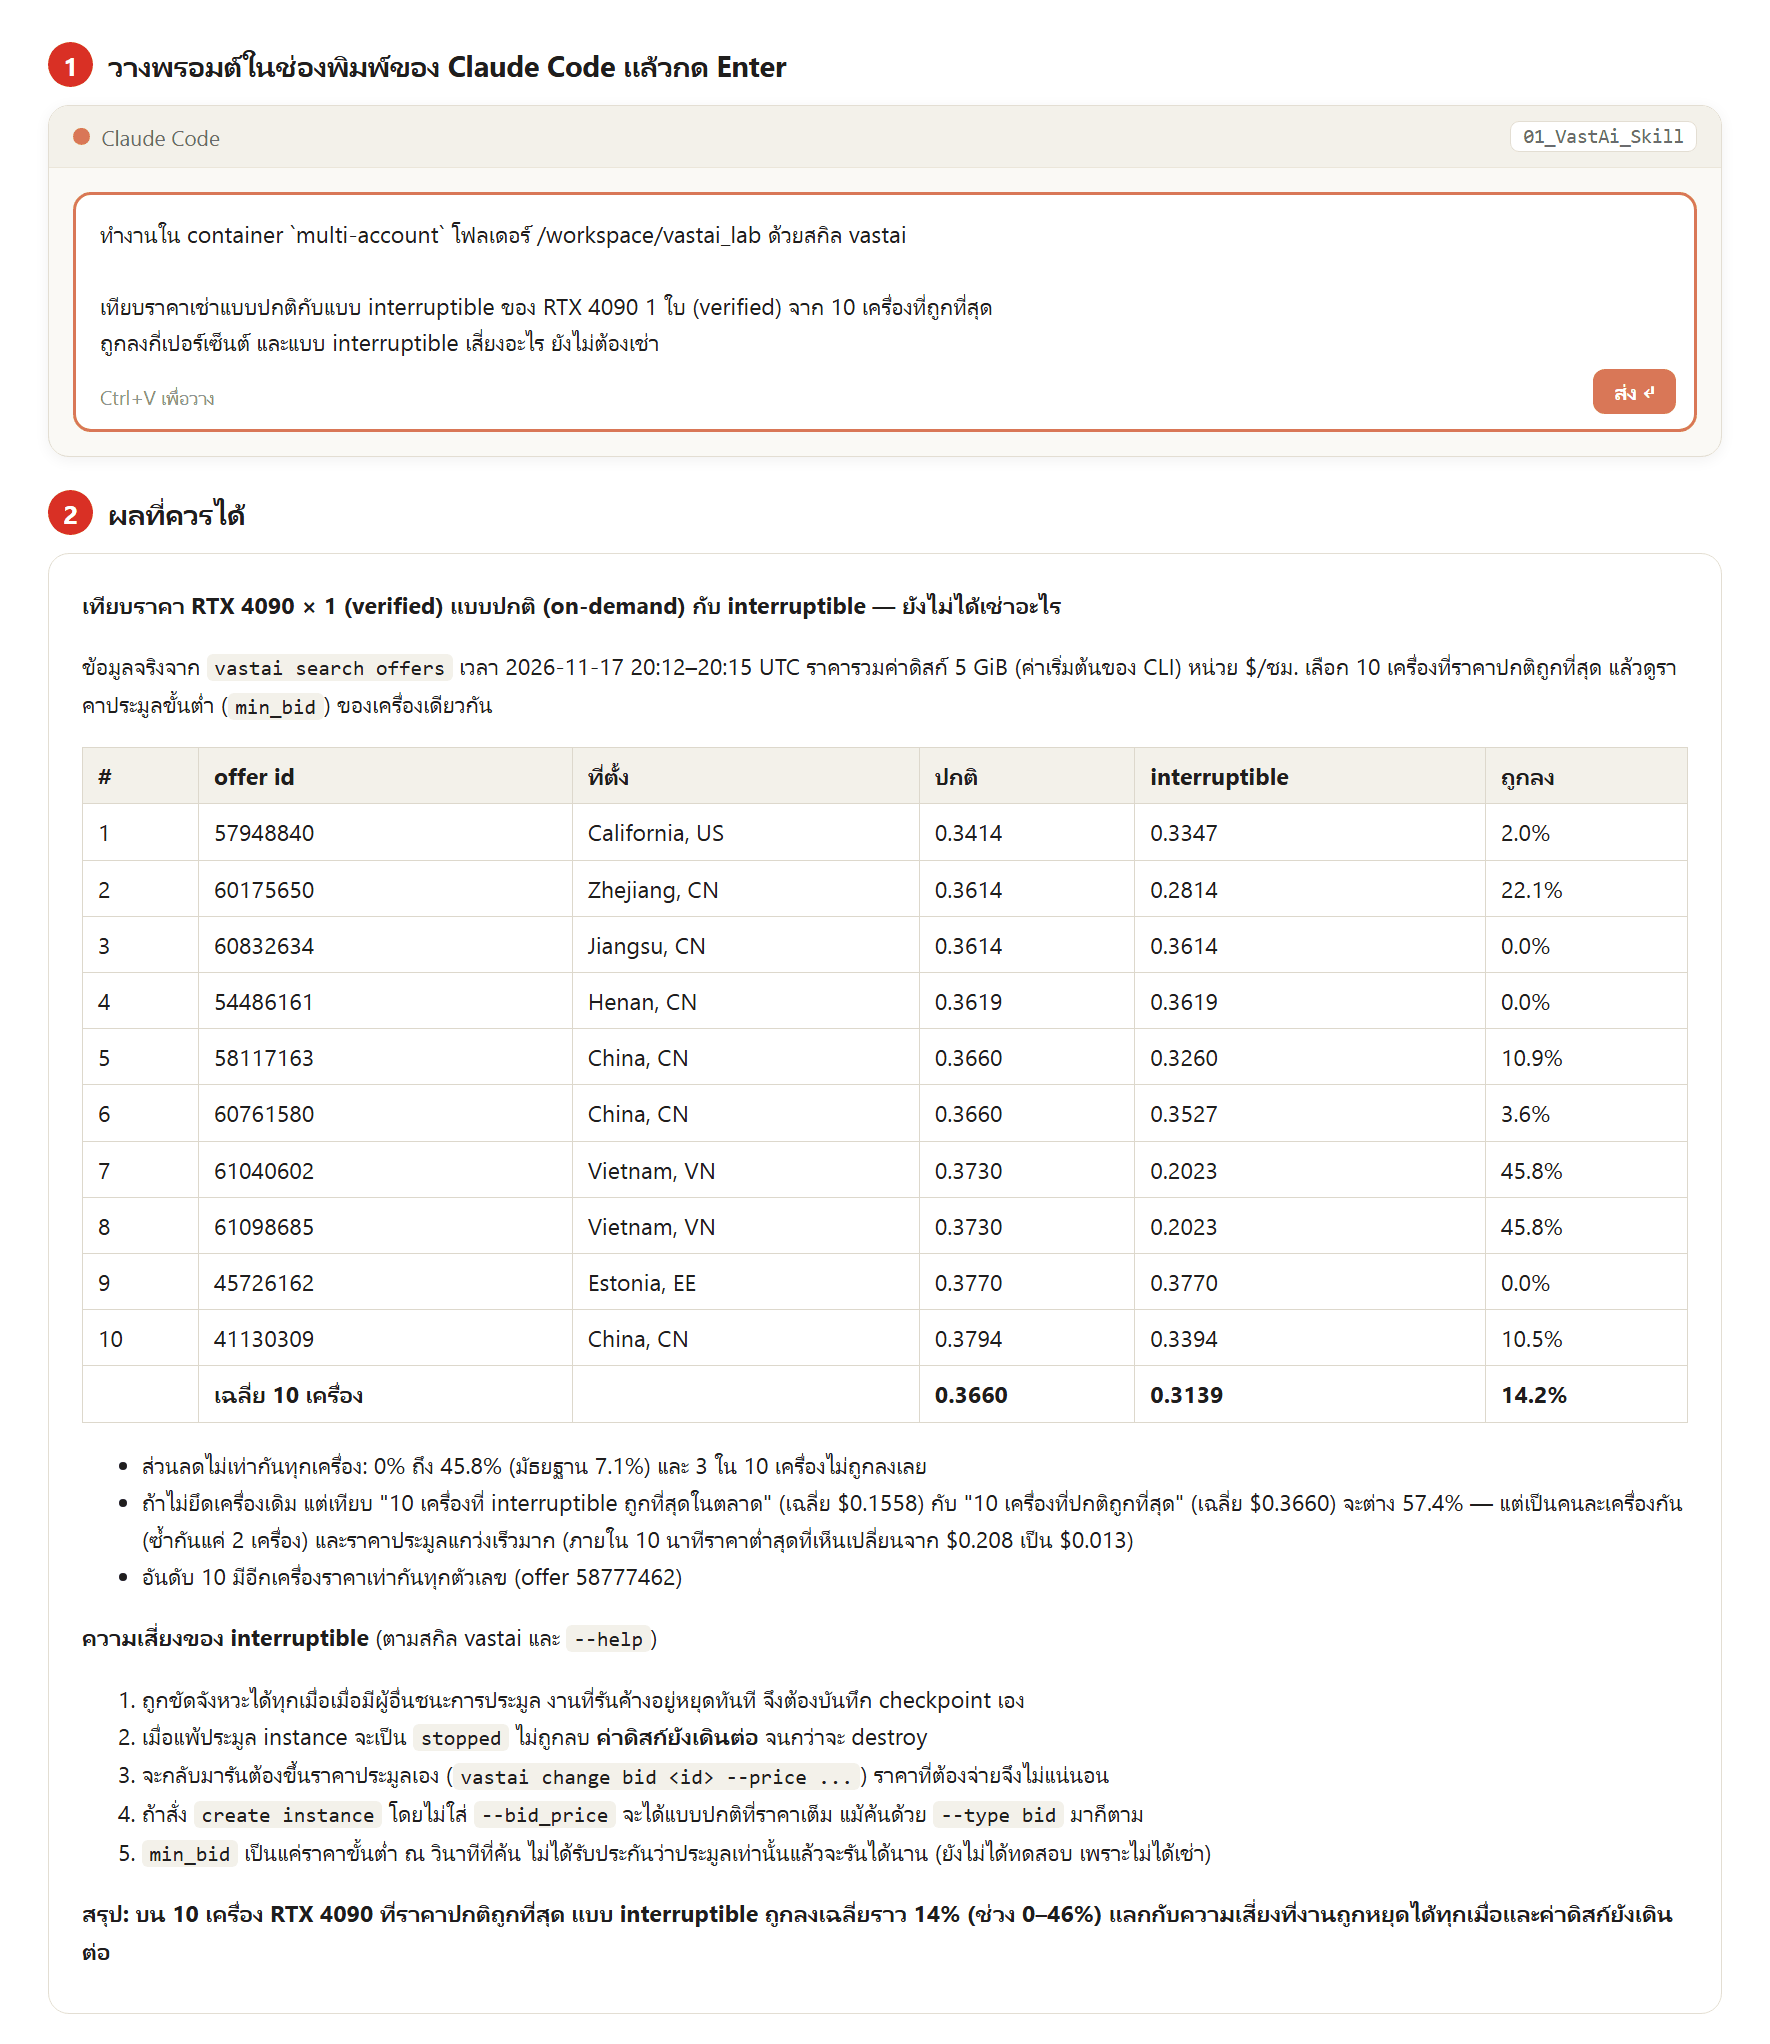 1 วางพรอมต์ในช่องพิมพ์ของ Claude Code แล้วกด Enter
Claude Code
01_VastAi_Skill
ทำงานใน container `multi-account` โฟลเดอร์ /workspace/vastai_lab ด้วยสกิล vastai
เทียบราคาเช่าแบบปกติกับแบบ interruptible ของ RTX 4090 1 ใบ (verified) จาก 10 เครื่องที่ถูกที่สุด
ถูกลงกี่เปอร์เซ็นต์ และแบบ interruptible เสี่ยงอะไร ยังไม่ต้องเช่า
Ctrl+V เพื่อวาง
ส่ง ↵
2 ผลที่ควรได้
เทียบราคา RTX 4090 × 1 (verified) แบบปกติ (on-demand) กับ interruptible — ยังไม่ได้เช่าอะไร
ข้อมูลจริงจาก vastai search offers เวลา 2026-11-17 20:12–20:15 UTC ราคารวมค่าดิสก์ 5 GiB (ค่าเริ่มต้นของ CLI) หน่วย $/ชม. เลือก 10 เครื่องที่ราคาปกติถูกที่สุด แล้วดูรา
คาประมูลขั้นต่ำ (min_bid) ของเครื่องเดียวกัน
# offer id ที่ตั้ง ปกติ interruptible ถูกลง
1 57948840 California, US 0.3414 0.3347 2.0%
2 60175650 Zhejiang, CN 0.3614 0.2814 22.1%
3 60832634 Jiangsu, CN 0.3614 0.3614 0.0%
4 54486161 Henan, CN 0.3619 0.3619 0.0%
5 58117163 China, CN 0.3660 0.3260 10.9%
6 60761580 China, CN 0.3660 0.3527 3.6%
7 61040602 Vietnam, VN 0.3730 0.2023 45.8%
8 61098685 Vietnam, VN 0.3730 0.2023 45.8%
9 45726162 Estonia, EE 0.3770 0.3770 0.0%
10 41130309 China, CN 0.3794 0.3394 10.5%
เฉลี่ย 10 เครื่อง 0.3660 0.3139 14.2%
• ส่วนลดไม่เท่ากันทุกเครื่อง: 0% ถึง 45.8% (มัธยฐาน 7.1%) และ 3 ใน 10 เครื่องไม่ถูกลงเลย
• ถ้าไม่ยึดเครื่องเดิม แต่เทียบ "10 เครื่องที่ interruptible ถูกที่สุดในตลาด" (เฉลี่ย $0.1558) กับ "10 เครื่องที่ปกติถูกที่สุด" (เฉลี่ย $0.3660) จะต่าง 57.4% — แต่เป็นคนละเครื่องกัน
(ซ้ำกันแค่ 2 เครื่อง) และราคาประมูลแกว่งเร็วมาก (ภายใน 10 นาทีราคาต่ำสุดที่เห็นเปลี่ยนจาก $0.208 เป็น $0.013)
• อันดับ 10 มีอีกเครื่องราคาเท่ากันทุกตัวเลข (offer 58777462)
ความเสี่ยงของ interruptible (ตามสกิล vastai และ --help)
1. ถูกขัดจังหวะได้ทุกเมื่อเมื่อมีผู้อื่นชนะการประมูล งานที่รันค้างอยู่หยุดทันที จึงต้องบันทึก checkpoint เอง
2. เมื่อแพ้ประมูล instance จะเป็น stopped ไม่ถูกลบ ค่าดิสก์ยังเดินต่อ จนกว่าจะ destroy
3. จะกลับมารันต้องขึ้นราคาประมูลเอง (vastai change bid <id> --price ...) ราคาที่ต้องจ่ายจึงไม่แน่นอน
4. ถ้าสั่ง create instance โดยไม่ใส่ --bid_price จะได้แบบปกติที่ราคาเต็ม แม้ค้นด้วย --type bid มาก็ตาม
5. min_bid เป็นแค่ราคาขั้นต่ำ ณ วินาทีที่ค้น ไม่ได้รับประกันว่าประมูลเท่านั้นแล้วจะรันได้นาน (ยังไม่ได้ทดสอบ เพราะไม่ได้เช่า)
สรุป: บน 10 เครื่อง RTX 4090 ที่ราคาปกติถูกที่สุด แบบ interruptible ถูกลงเฉลี่ยราว 14% (ช่วง 0–46%) แลกกับความเสี่ยงที่งานถูกหยุดได้ทุกเมื่อและค่าดิสก์ยังเดิน
ต่อ